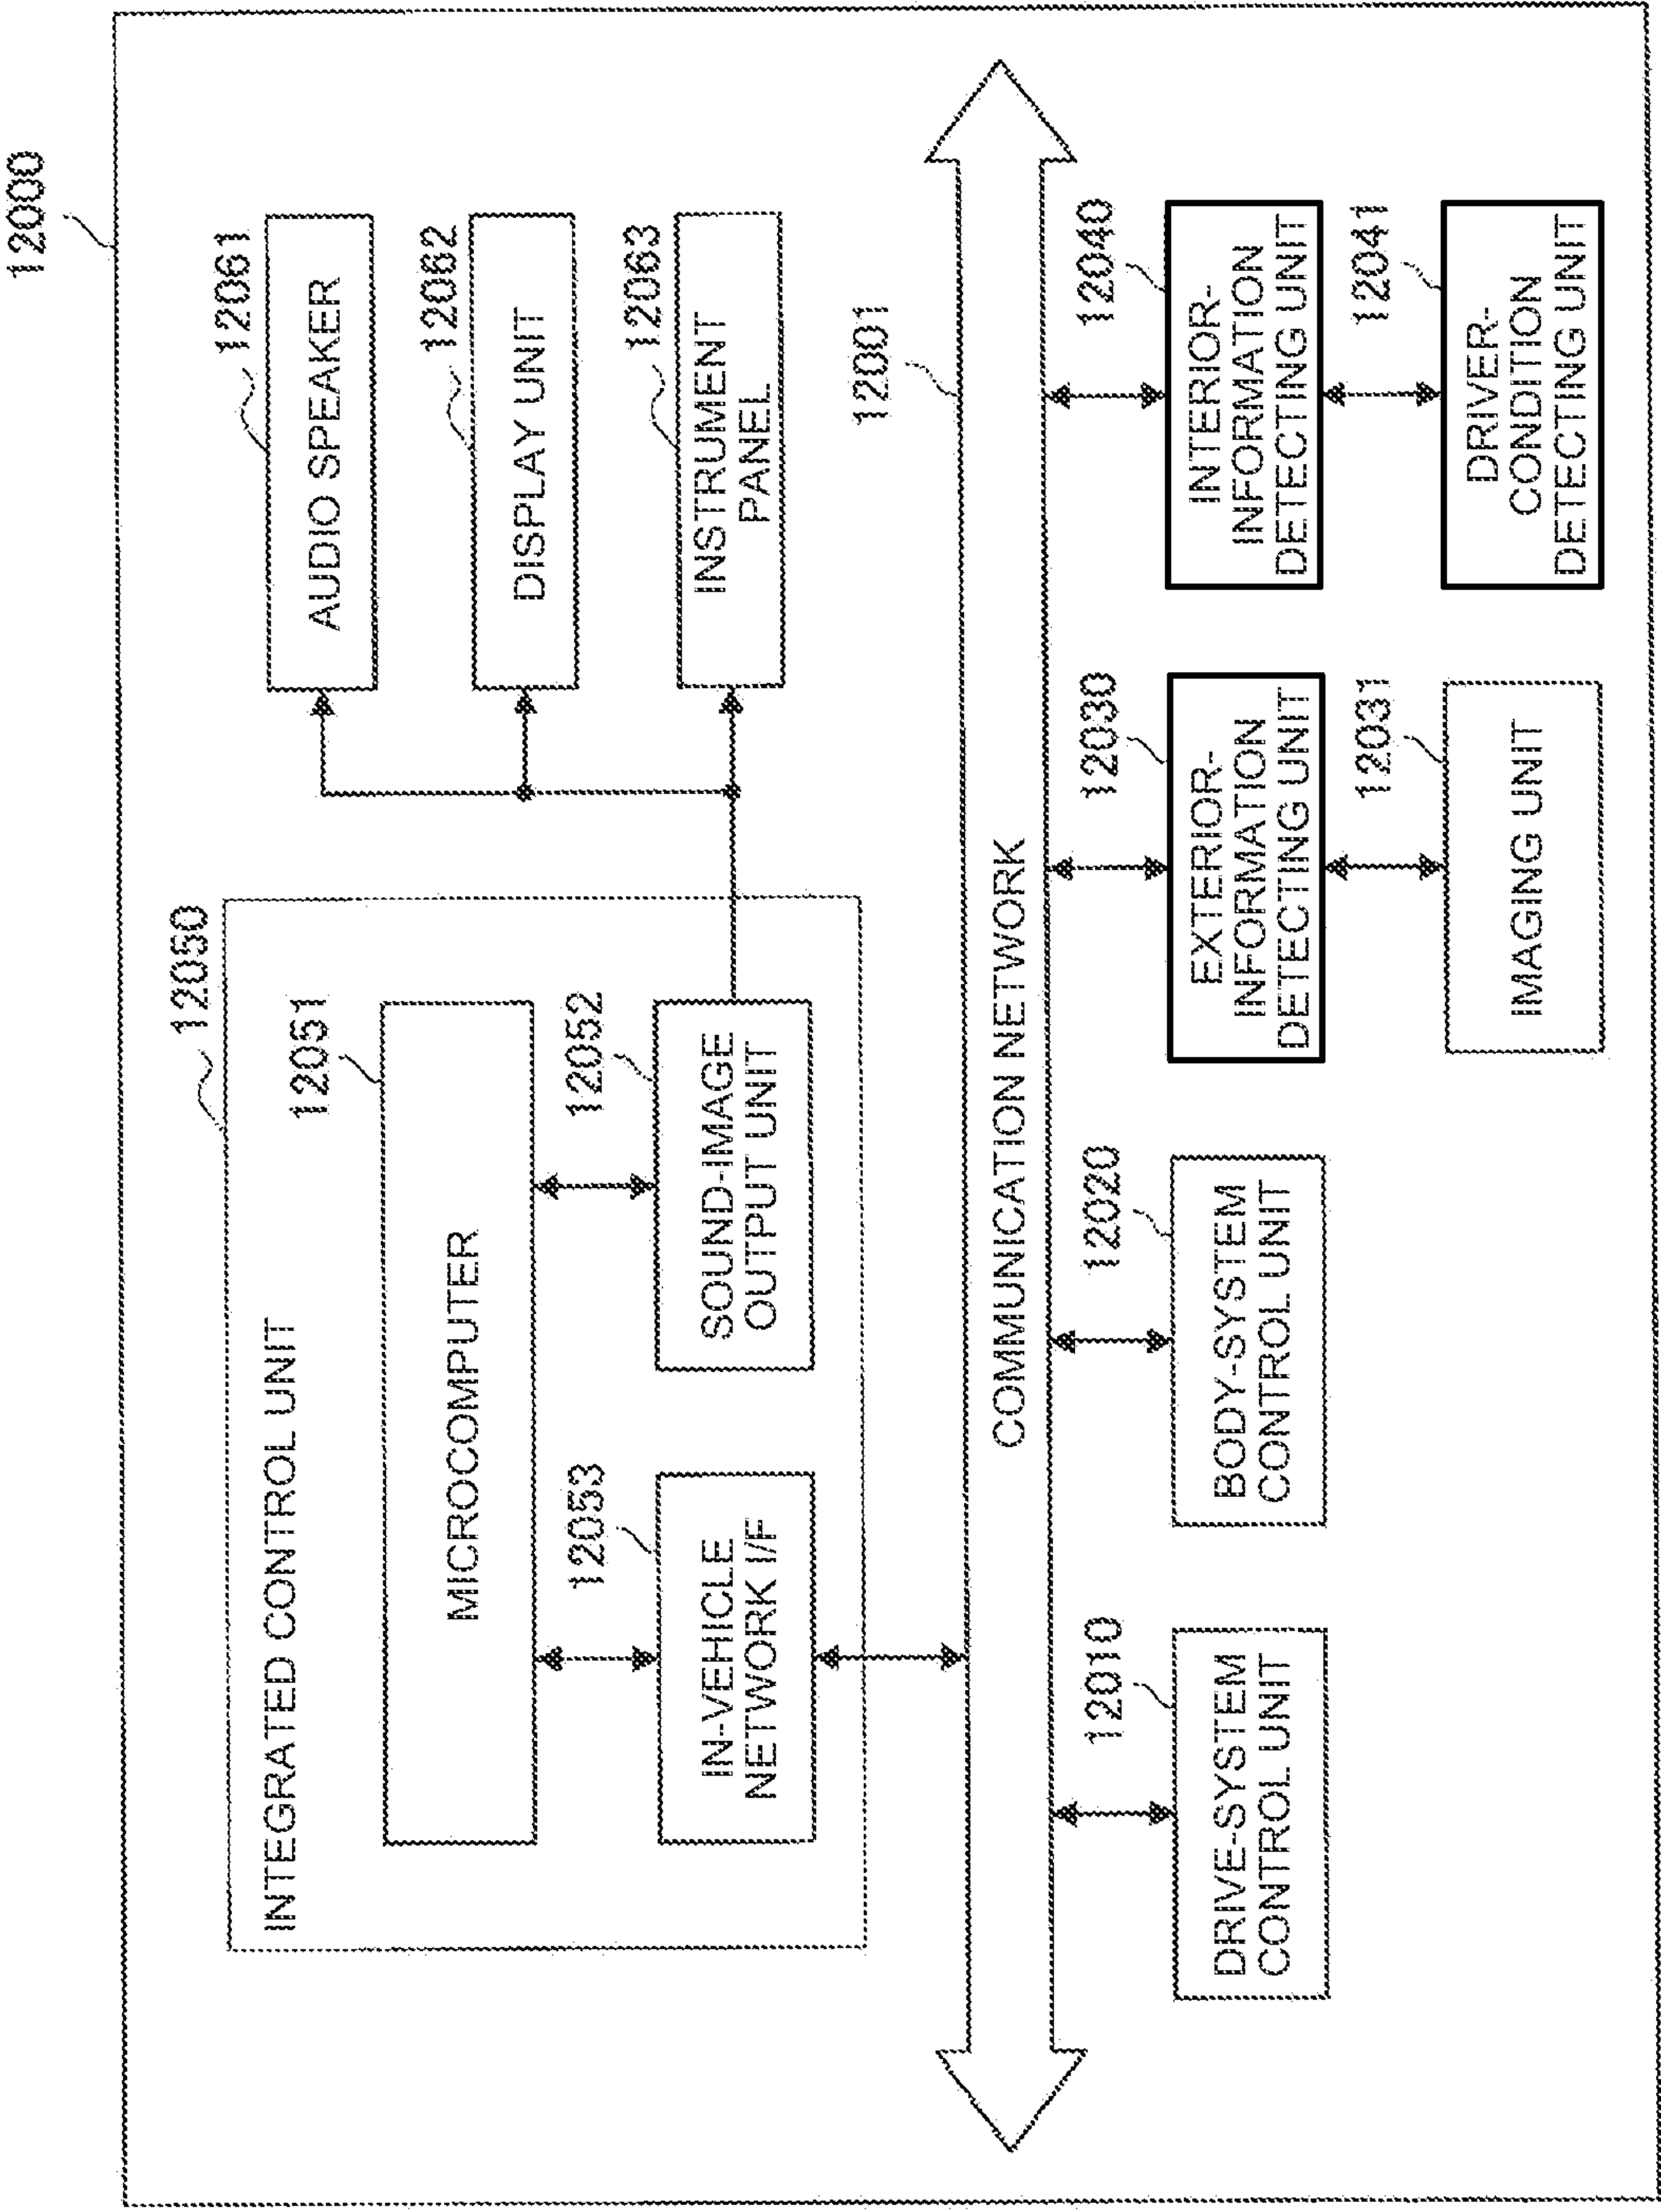 12000
12050
INTEGRATED CONTROL UNIT
12051
MICROCOMPUTER
12053
IN-VEHICLE
NETWORK I/F
12052
SOUND-IMAGE
OUTPUT UNIT
12061
AUDIO SPEAKER
12062
DISPLAY UNIT
12063
INSTRUMENT
PANEL
12001
COMMUNICATION NETWORK
12010
DRIVE-SYSTEM
CONTROL UNIT
12020
BODY-SYSTEM
CONTROL UNIT
12030
EXTERIOR-
INFORMATION
DETECTING UNIT
12031
IMAGING UNIT
12040
INTERIOR-
INFORMATION
DETECTING UNIT
12041
DRIVER-
CONDITION
DETECTING UNIT